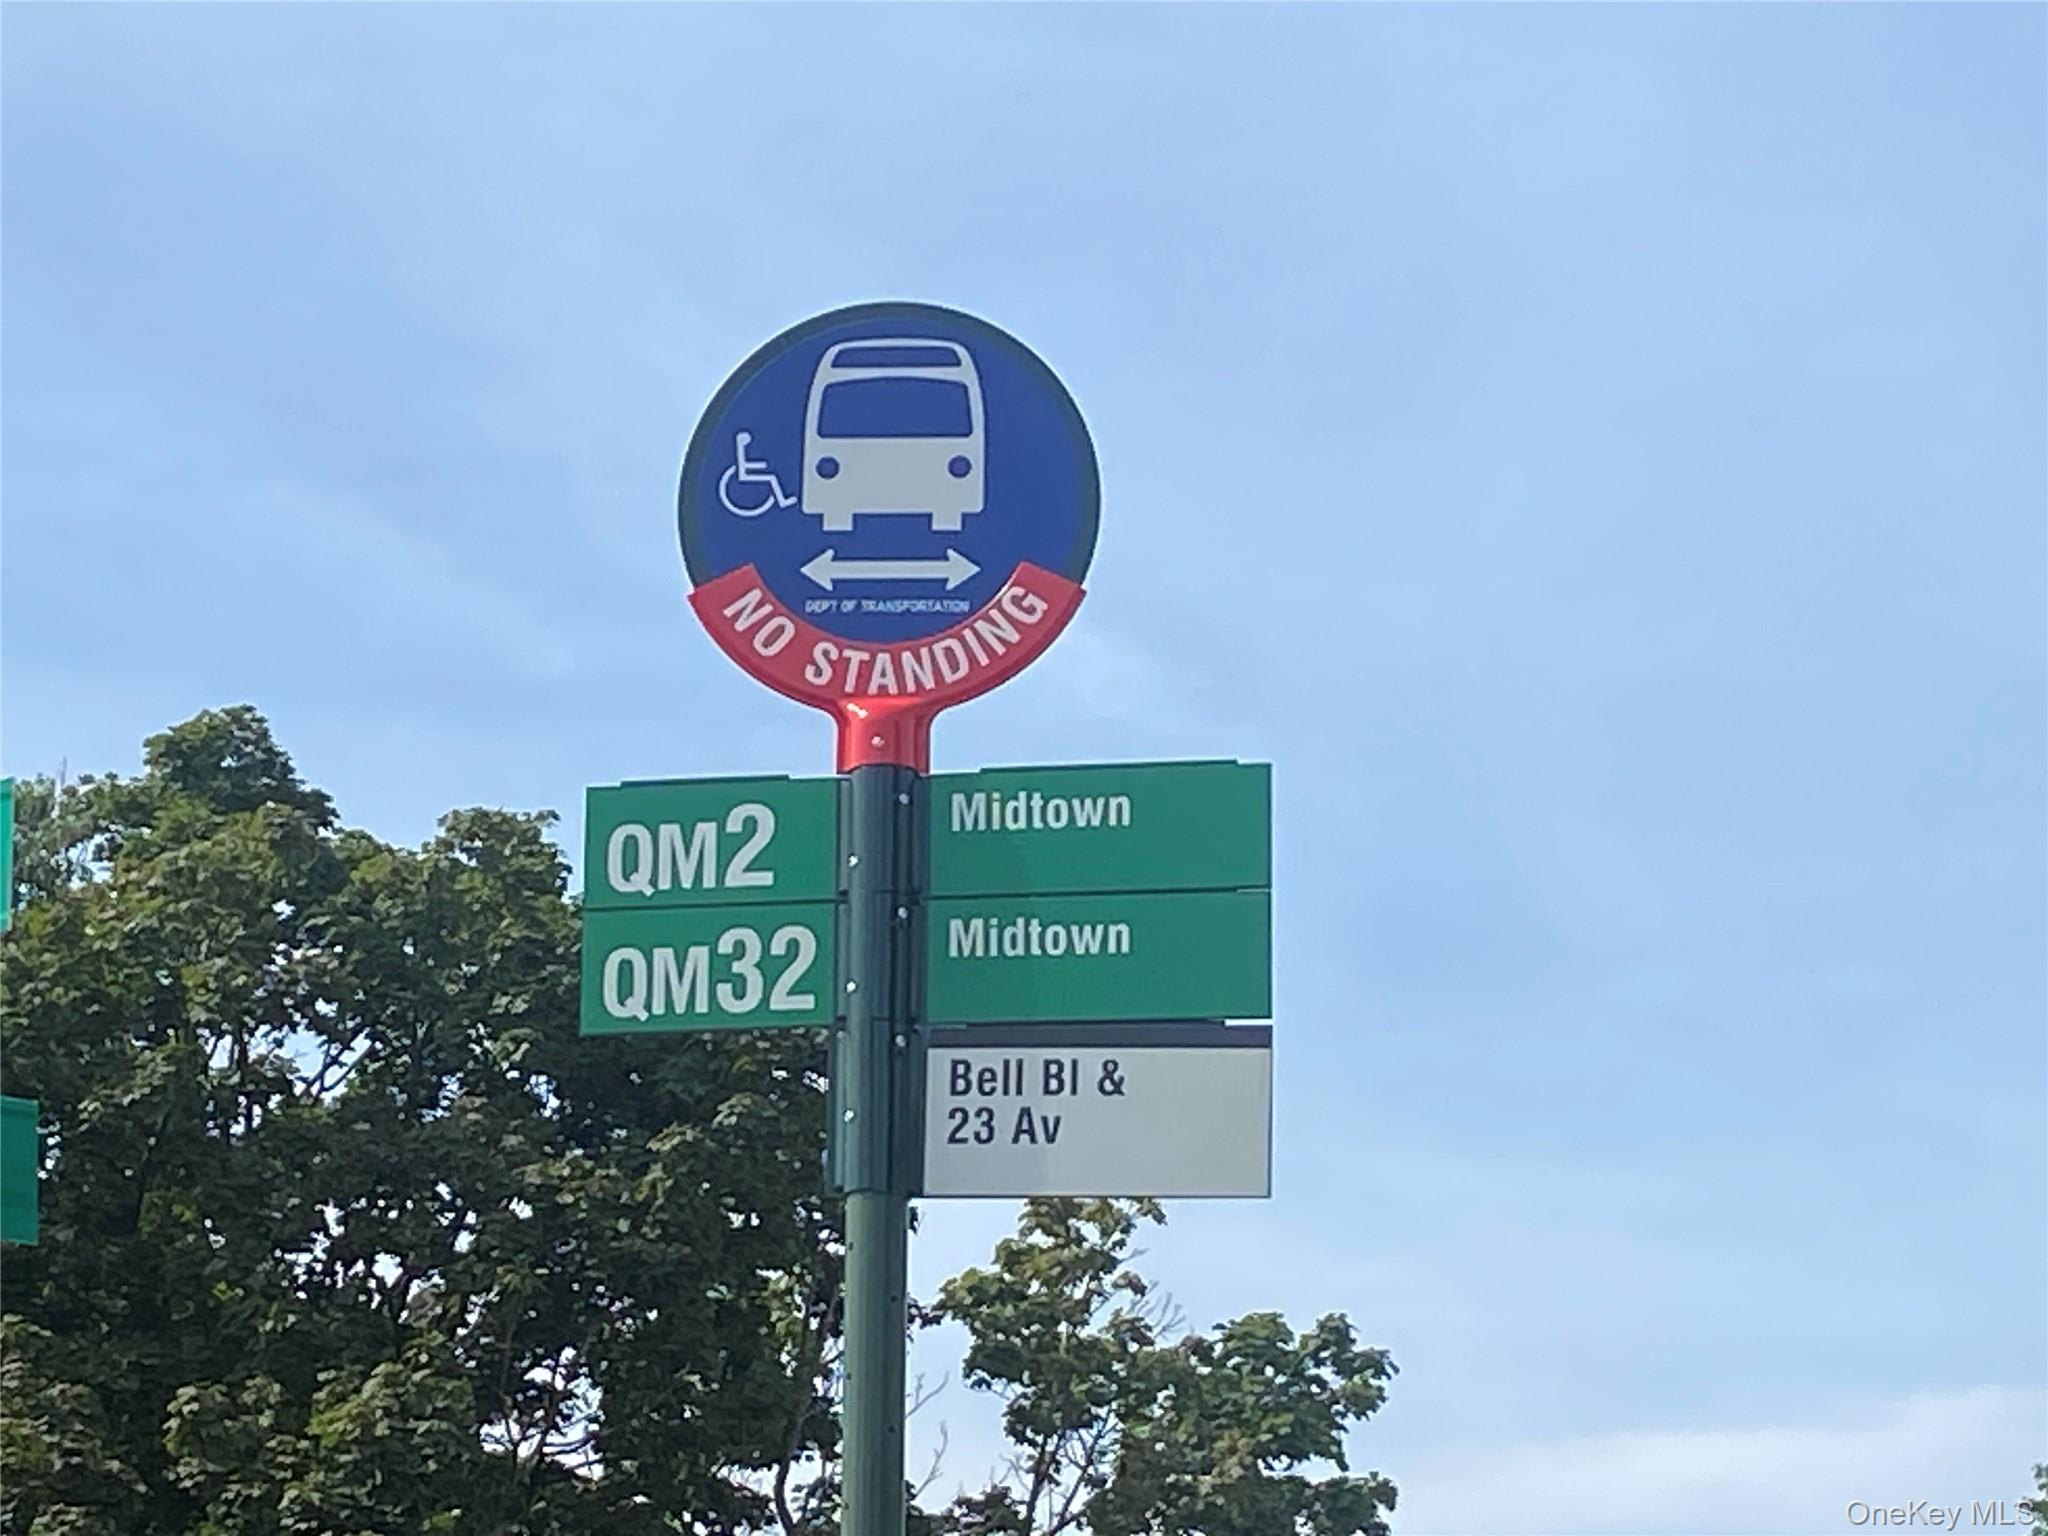 DEPT OF TRANSPORTATION
NO STANDING
QM2 Midtown
QM32 Midtown
Bell Bl &
23 Av
OneKey MLS